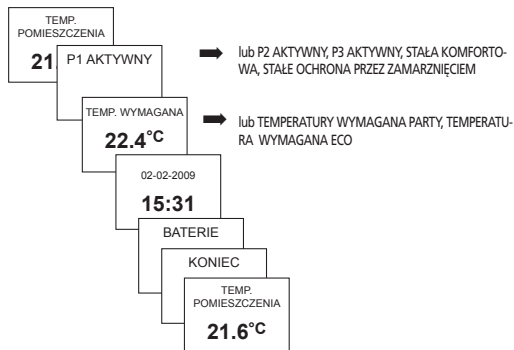 TEMP.
POMIESZCZENIA
21.
P1 AKTYWNY
lub P2 AKTYWNY, P3 AKTYWNY, STAŁA KOMFORTO-
WA, STAŁE OCHRONA PRZEZ ZAMARZNIĘCIEM
TEMP. WYMAGANA
22.4°C
lub TEMPERATURY WYMAGANA PARTY, TEMPERATU-
RA WYMAGANA ECO
02-02-2009
15:31
BATERIE
KONIEC
TEMP.
POMIESZCZENIA
21.6°C